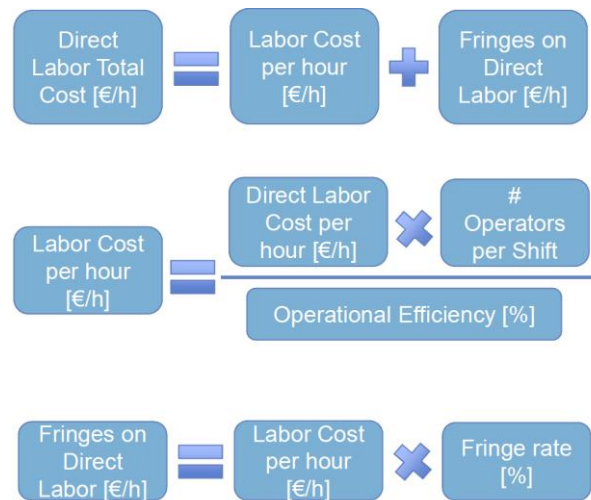 Direct
Labor Total
Cost [€/h]
Labor Cost
per hour
[€/h]
Fringes on
Direct
Labor [€/h]
Labor Cost
per hour
[€/h]
Direct Labor
Cost per
hour [€/h]
#
Operators
per Shift
Operational Efficiency [%]
Fringes on
Direct
Labor [€/h]
Labor Cost
per hour
[€/h]
Fringe rate
[%]